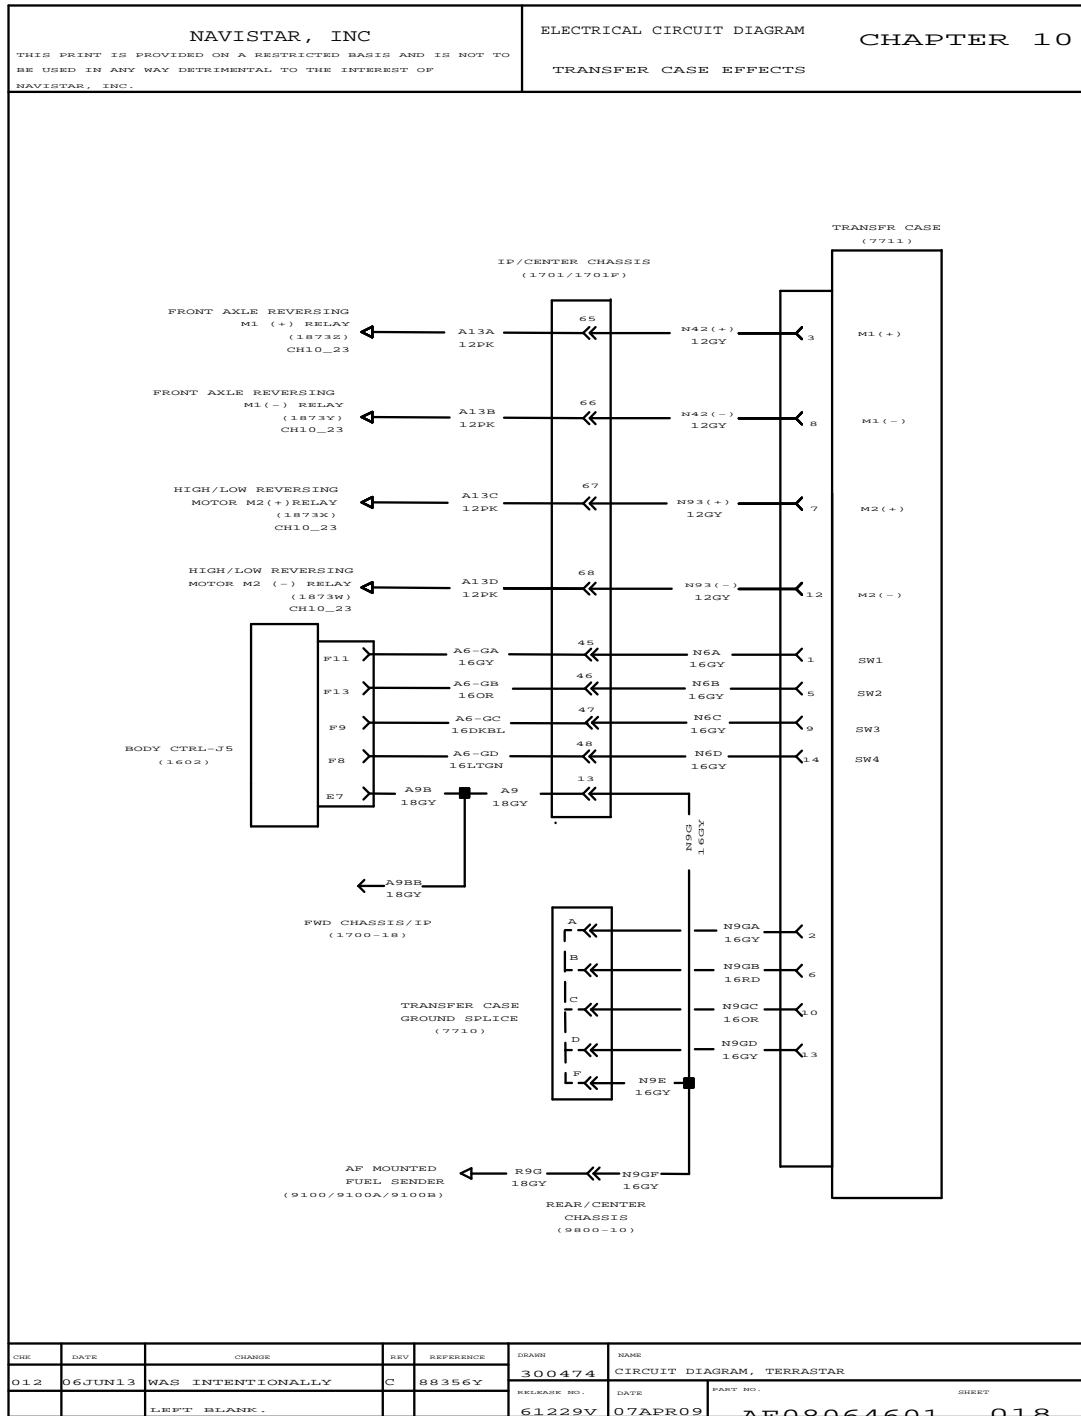 NAVISTAR, INC
THIS PRINT IS PROVIDED ON A RESTRICTED BASIS AND IS NOT TO
BE USED IN ANY WAY DETRIMENTAL TO THE INTEREST OF
NAVISTAR, INC.
ELECTRICAL CIRCUIT DIAGRAM
TRANSFER CASE EFFECTS
CHAPTER 10
TRANSFR CASE
(7711)
IP/CENTER CHASSIS
(1701/1701F)
FRONT AXLE REVERSING
M1 (+) RELAY
(1873Z)
CH10_23
A13A
12PK
65
N42(+)
12GY
3
M1(+)
FRONT AXLE REVERSING
M1(-) RELAY
(1873Y)
CH10_23
A13B
12PK
66
N42(-)
12GY
8
M1(-)
HIGH/LOW REVERSING
MOTOR M2(+)RELAY
(1873X)
CH10_23
A13C
12PK
67
N93(+)
12GY
7
M2(+)
HIGH/LOW REVERSING
MOTOR M2 (-) RELAY
(1873W)
CH10_23
A13D
12PK
68
N93(-)
12GY
12
M2(-)
BODY CTRL-J5
(1602)
F11
A6-GA
16GY
45
N6A
16GY
1
SW1
F13
A6-GB
16OR
46
N6B
16GY
5
SW2
F9
A6-GC
16DKBL
47
N6C
16GY
9
SW3
F8
A6-GD
16LTGN
48
N6D
16GY
14
SW4
E7
A9B
18GY
A9
18GY
13
N9G
16GY
A9BB
18GY
FWD CHASSIS/IP
(1700-18)
TRANSFER CASE
GROUND SPLICE
(7710)
A
N9GA
16GY
2
B
N9GB
16RD
6
C
N9GC
16OR
10
D
N9GD
16GY
13
F
N9E
16GY
AF MOUNTED
FUEL SENDER
(9100/9100A/9100B)
R9G
18GY
N9GF
16GY
REAR/CENTER
CHASSIS
(9800-10)
CHK DATE CHANGE REV REFERENCE
012 06JUN13 WAS INTENTIONALLY C 88356Y
LEFT BLANK.
DRAWN
300474
NAME
CIRCUIT DIAGRAM, TERRASTAR
RELEASE NO.
61229V
DATE
07APR09
PART NO.
AF08064601
SHEET
018